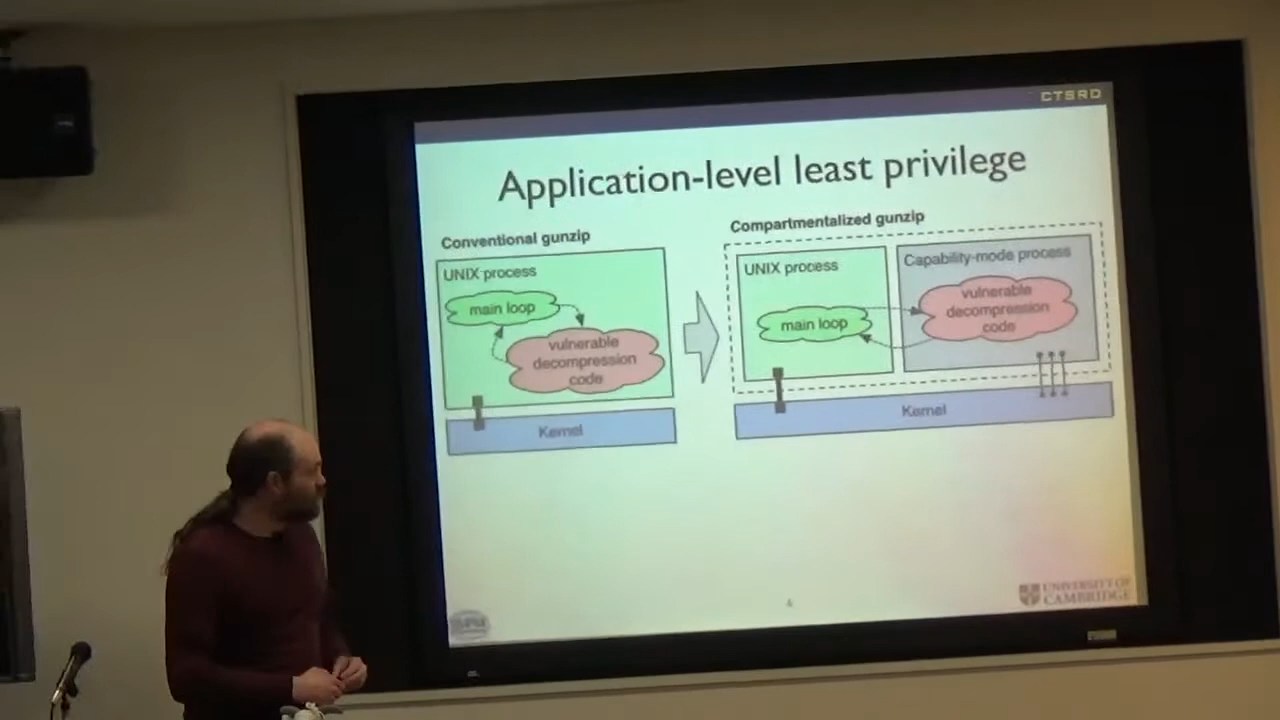 CTSRD
Application-level least privilege
Conventional gunzip
UNIX process
main loop
vulnerable
decompression
code
Kernel
Compartmentalized gunzip
UNIX process
main loop
Capability-mode process
vulnerable
decompression
code
Kernel
4
UNIVERSITY OF
CAMBRIDGE